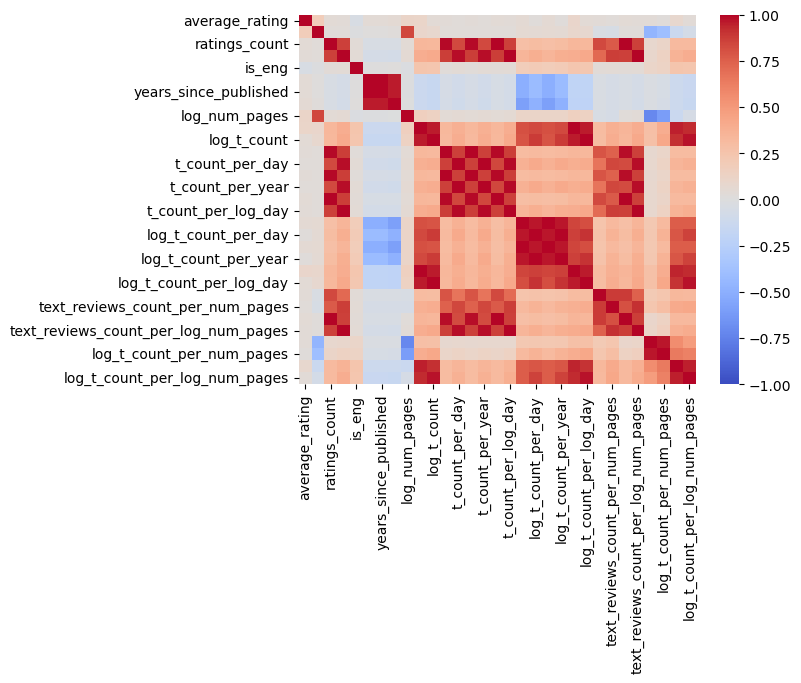 average_rating
ratings_count
is_eng
years_since_published
log_num_pages
log_t_count
t_count_per_day
t_count_per_year
t_count_per_log_day
log_t_count_per_day
log_t_count_per_year
log_t_count_per_log_day
text_reviews_count_per_num_pages
text_reviews_count_per_log_num_pages
log_t_count_per_num_pages
log_t_count_per_log_num_pages
average_rating
ratings_count
is_eng
years_since_published
log_num_pages
log_t_count
t_count_per_day
t_count_per_year
t_count_per_log_day
log_t_count_per_day
log_t_count_per_year
log_t_count_per_log_day
text_reviews_count_per_num_pages
text_reviews_count_per_log_num_pages
log_t_count_per_num_pages
log_t_count_per_log_num_pages
1.00
0.75
0.50
0.25
0.00
−0.25
−0.50
−0.75
−1.00